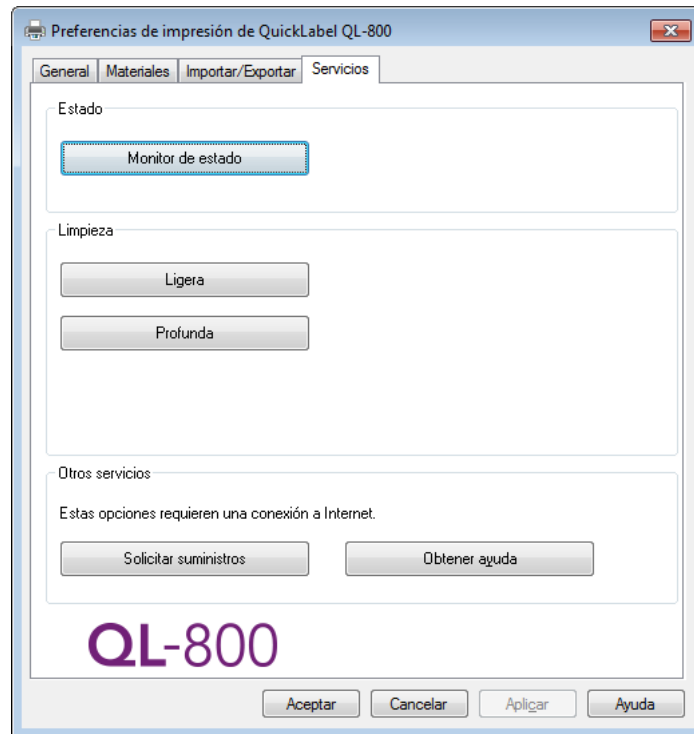 Preferencias de impresión de QuickLabel QL-800
General Materiales Importar/Exportar Servicios
Estado
Monitor de estado
Limpieza
Ligera
Profunda
Otros servicios
Estas opciones requieren una conexión a Internet.
Solicitar suministros Obtener ayuda
QL-800
Aceptar Cancelar Aplicar Ayuda